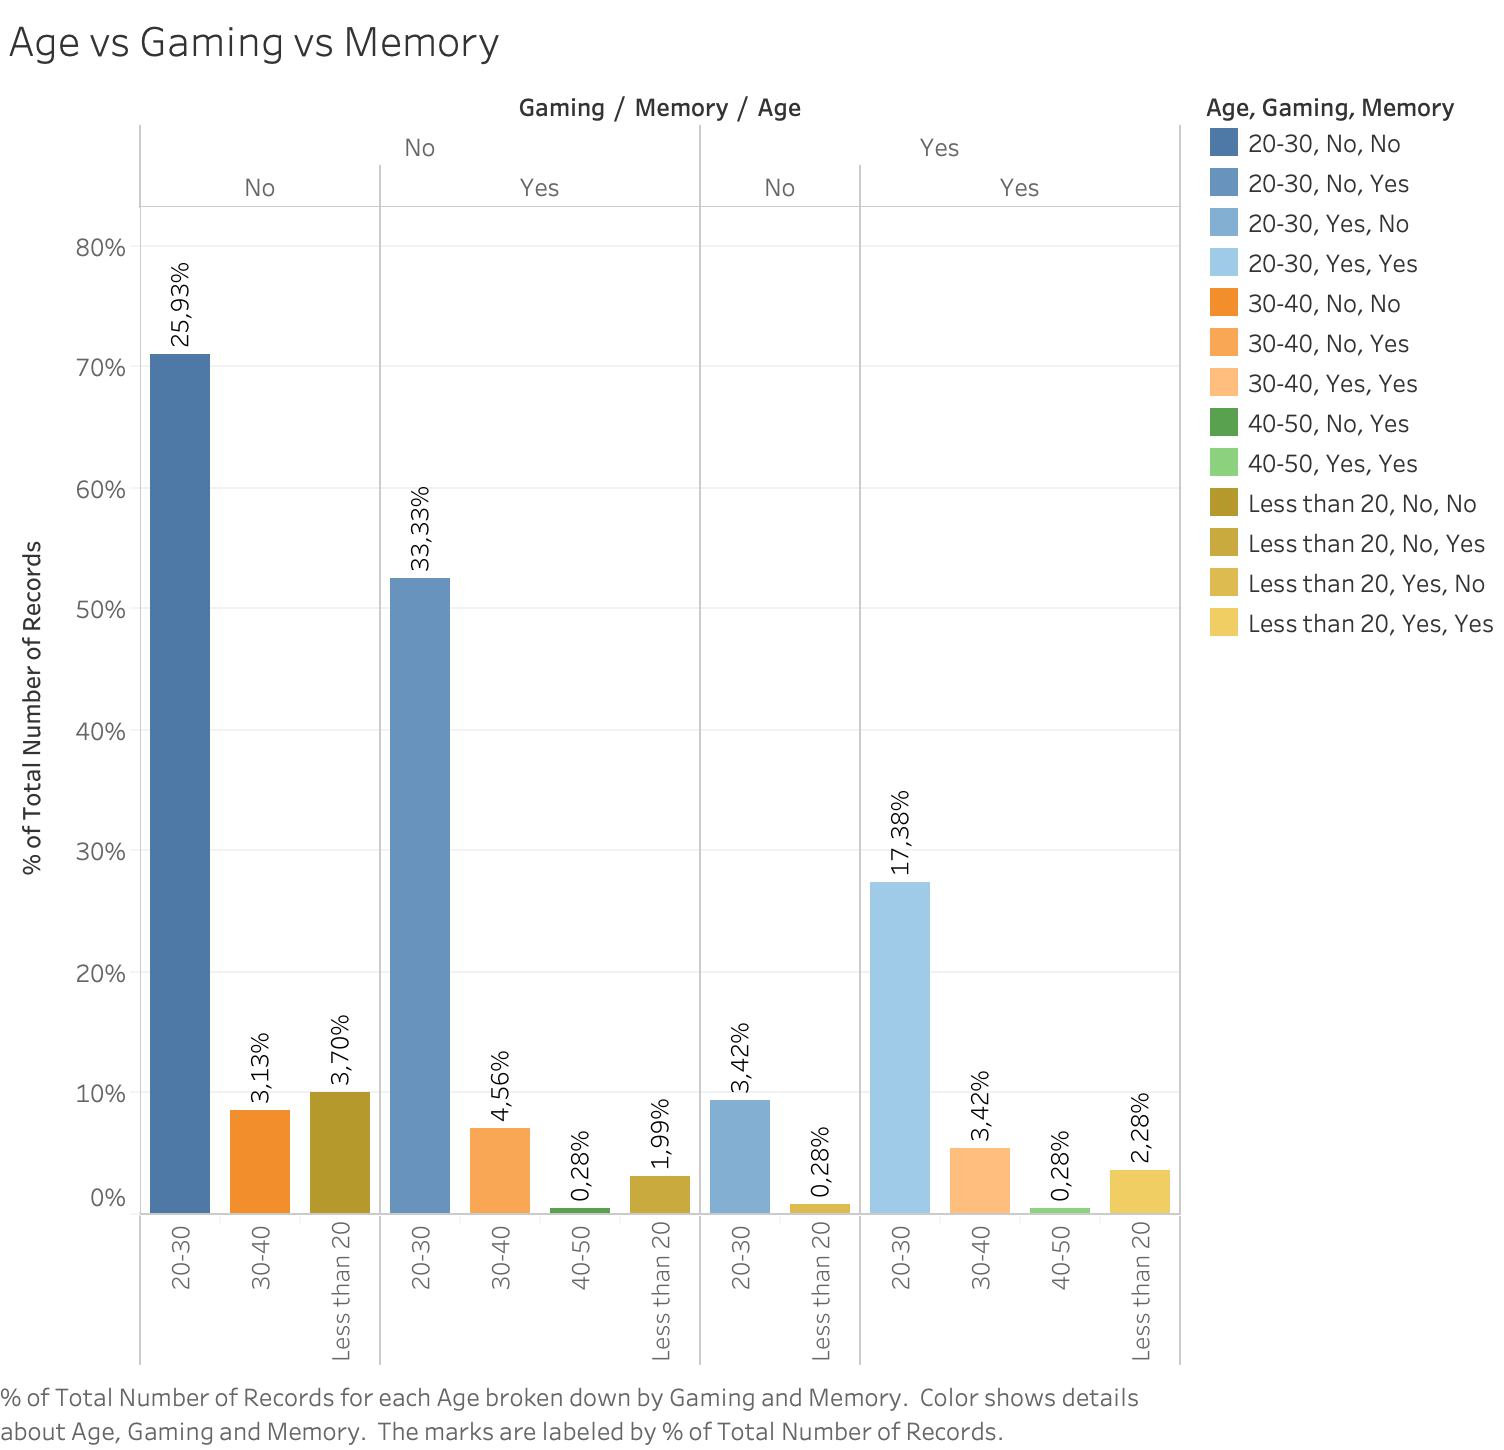 Age vs Gaming vs Memory
Gaming / Memory / Age
No
Yes
No
Yes
No
Yes
% of Total Number of Records
80%
70%
60%
50%
40%
30%
20%
10%
0%
25,93%
3,13%
3,70%
33,33%
4,56%
0,28%
1,99%
3,42%
0,28%
17,38%
3,42%
0,28%
2,28%
20-30
30-40
Less than 20
20-30
30-40
40-50
Less than 20
20-30
Less than 20
20-30
30-40
40-50
Less than 20
Age, Gaming, Memory
20-30, No, No
20-30, No, Yes
20-30, Yes, No
20-30, Yes, Yes
30-40, No, No
30-40, No, Yes
30-40, Yes, Yes
40-50, No, Yes
40-50, Yes, Yes
Less than 20, No, No
Less than 20, No, Yes
Less than 20, Yes, No
Less than 20, Yes, Yes
% of Total Number of Records for each Age broken down by Gaming and Memory. Color shows details
about Age, Gaming and Memory. The marks are labeled by % of Total Number of Records.